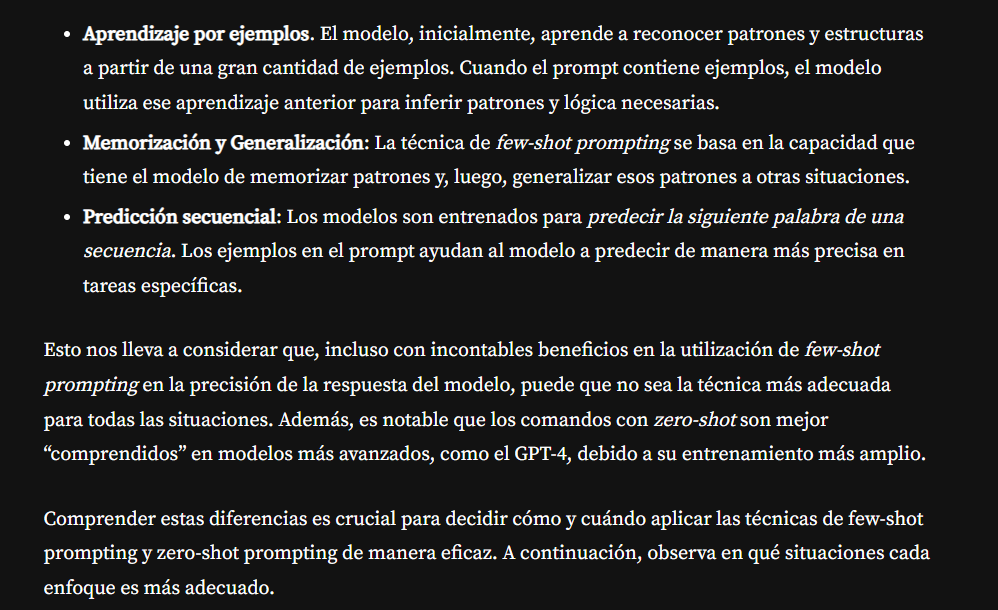 • Aprendizaje por ejemplos. El modelo, inicialmente, aprende a reconocer patrones y estructuras
a partir de una gran cantidad de ejemplos. Cuando el prompt contiene ejemplos, el modelo
utiliza ese aprendizaje anterior para inferir patrones y lógica necesarias.
• Memorización y Generalización: La técnica de few-shot prompting se basa en la capacidad que
tiene el modelo de memorizar patrones y, luego, generalizar esos patrones a otras situaciones.
• Predicción secuencial: Los modelos son entrenados para predecir la siguiente palabra de una
secuencia. Los ejemplos en el prompt ayudan al modelo a predecir de manera más precisa en
tareas específicas.
Esto nos lleva a considerar que, incluso con incontables beneficios en la utilización de few-shot
prompting en la precisión de la respuesta del modelo, puede que no sea la técnica más adecuada
para todas las situaciones. Además, es notable que los comandos con zero-shot son mejor
“comprendidos” en modelos más avanzados, como el GPT-4, debido a su entrenamiento más amplio.
Comprender estas diferencias es crucial para decidir cómo y cuándo aplicar las técnicas de few-shot
prompting y zero-shot prompting de manera eficaz. A continuación, observa en qué situaciones cada
enfoque es más adecuado.